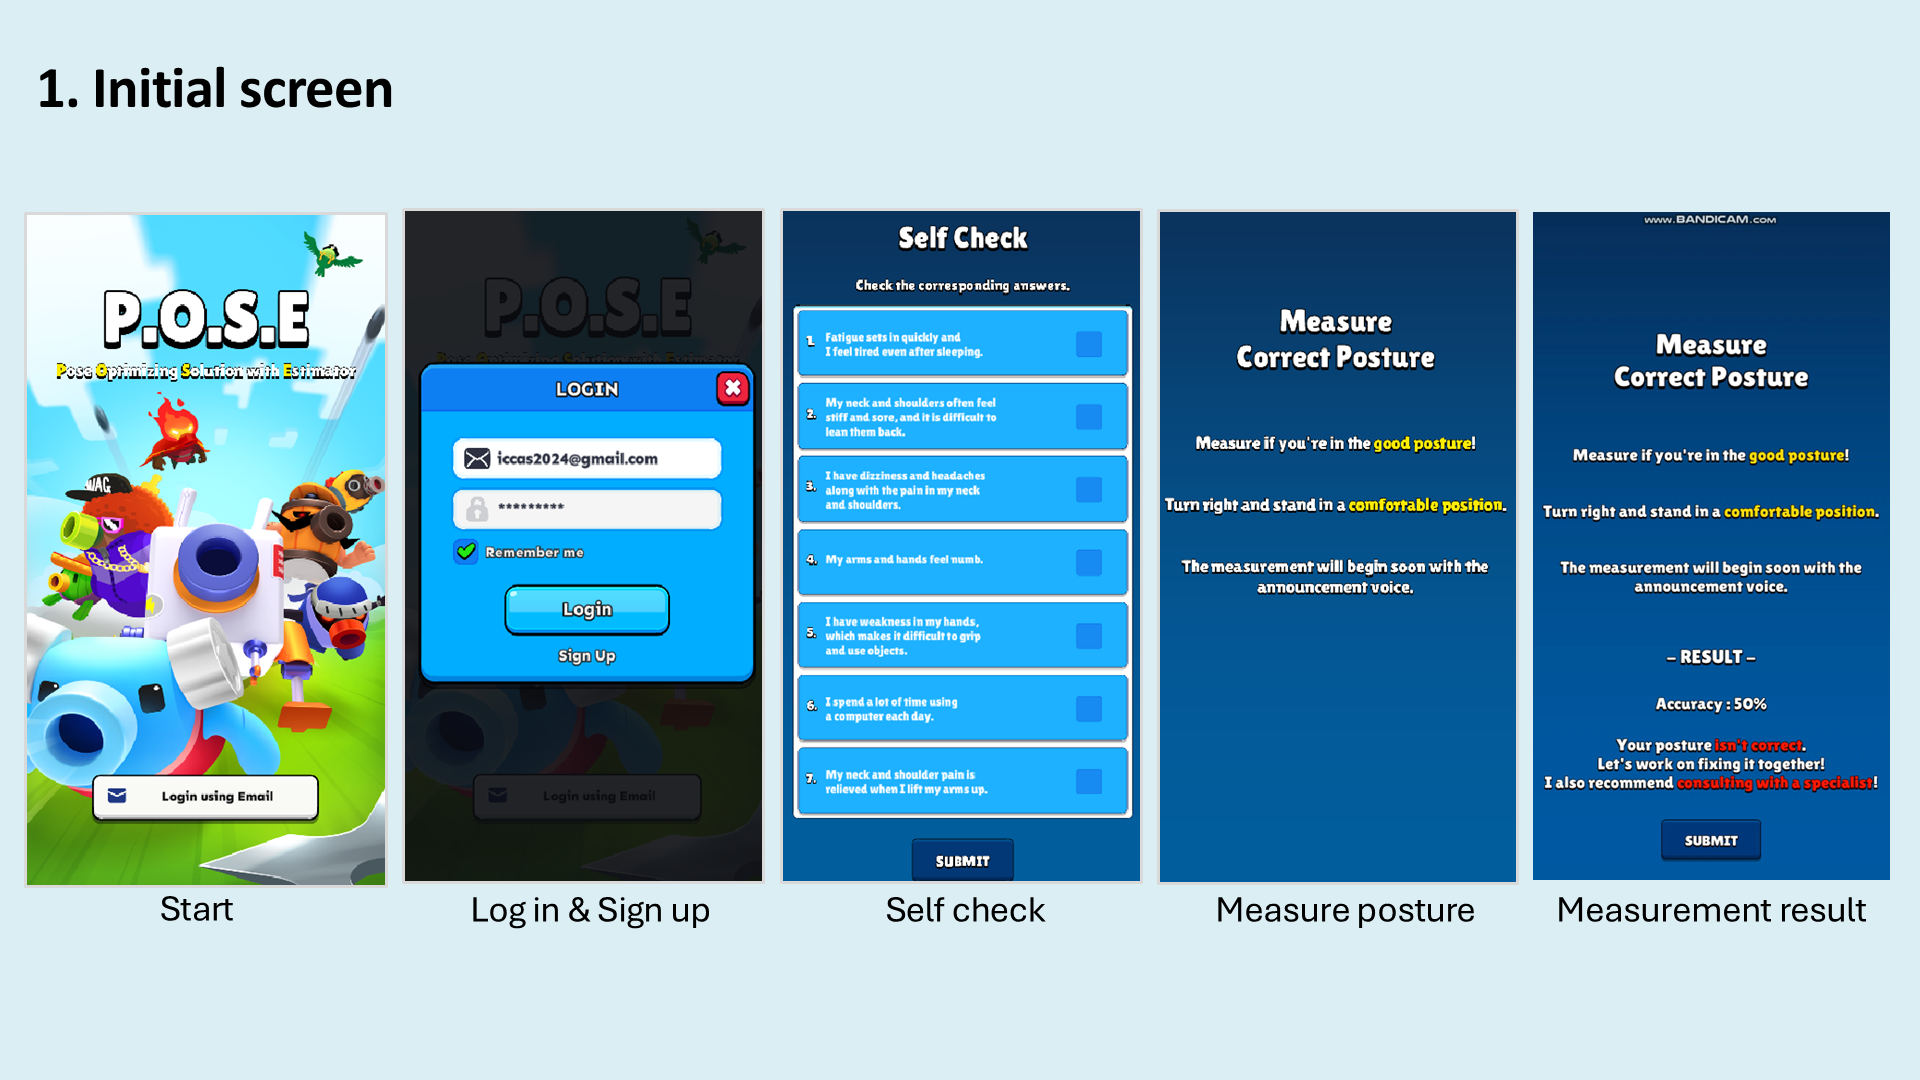 1. Initial screen
P.O.S.E
Pose Optimizing Solution with Estimator
SWAG
Login using Email
Start
P.O.S.E
Pose Optimizing Solution with Estimator
LOGIN
iccas2024@gmail.com
*********
Remember me
Login
Sign Up
Login using Email
Log in & Sign up
Self Check
Check the corresponding answers.
1. Fatigue sets in quickly and
I feel tired even after sleeping.
2. My neck and shoulders often feel
stiff and sore, and it is difficult to
lean them back.
3. I have dizziness and headaches
along with the pain in my neck
and shoulders.
4. My arms and hands feel numb.
5. I have weakness in my hands,
which makes it difficult to grip
and use objects.
6. I spend a lot of time using
a computer each day.
7. My neck and shoulder pain is
relieved when I lift my arms up.
SUBMIT
Self check
Measure
Correct Posture
Measure if you're in the good posture!
Turn right and stand in a comfortable position.
The measurement will begin soon with the
announcement voice.
Measure posture
www.BANDICAM.com
Measure
Correct Posture
Measure if you're in the good posture!
Turn right and stand in a comfortable position.
The measurement will begin soon with the
announcement voice.
– RESULT –
Accuracy : 50%
Your posture isn't correct.
Let's work on fixing it together!
I also recommend consulting with a specialist!
SUBMIT
Measurement result